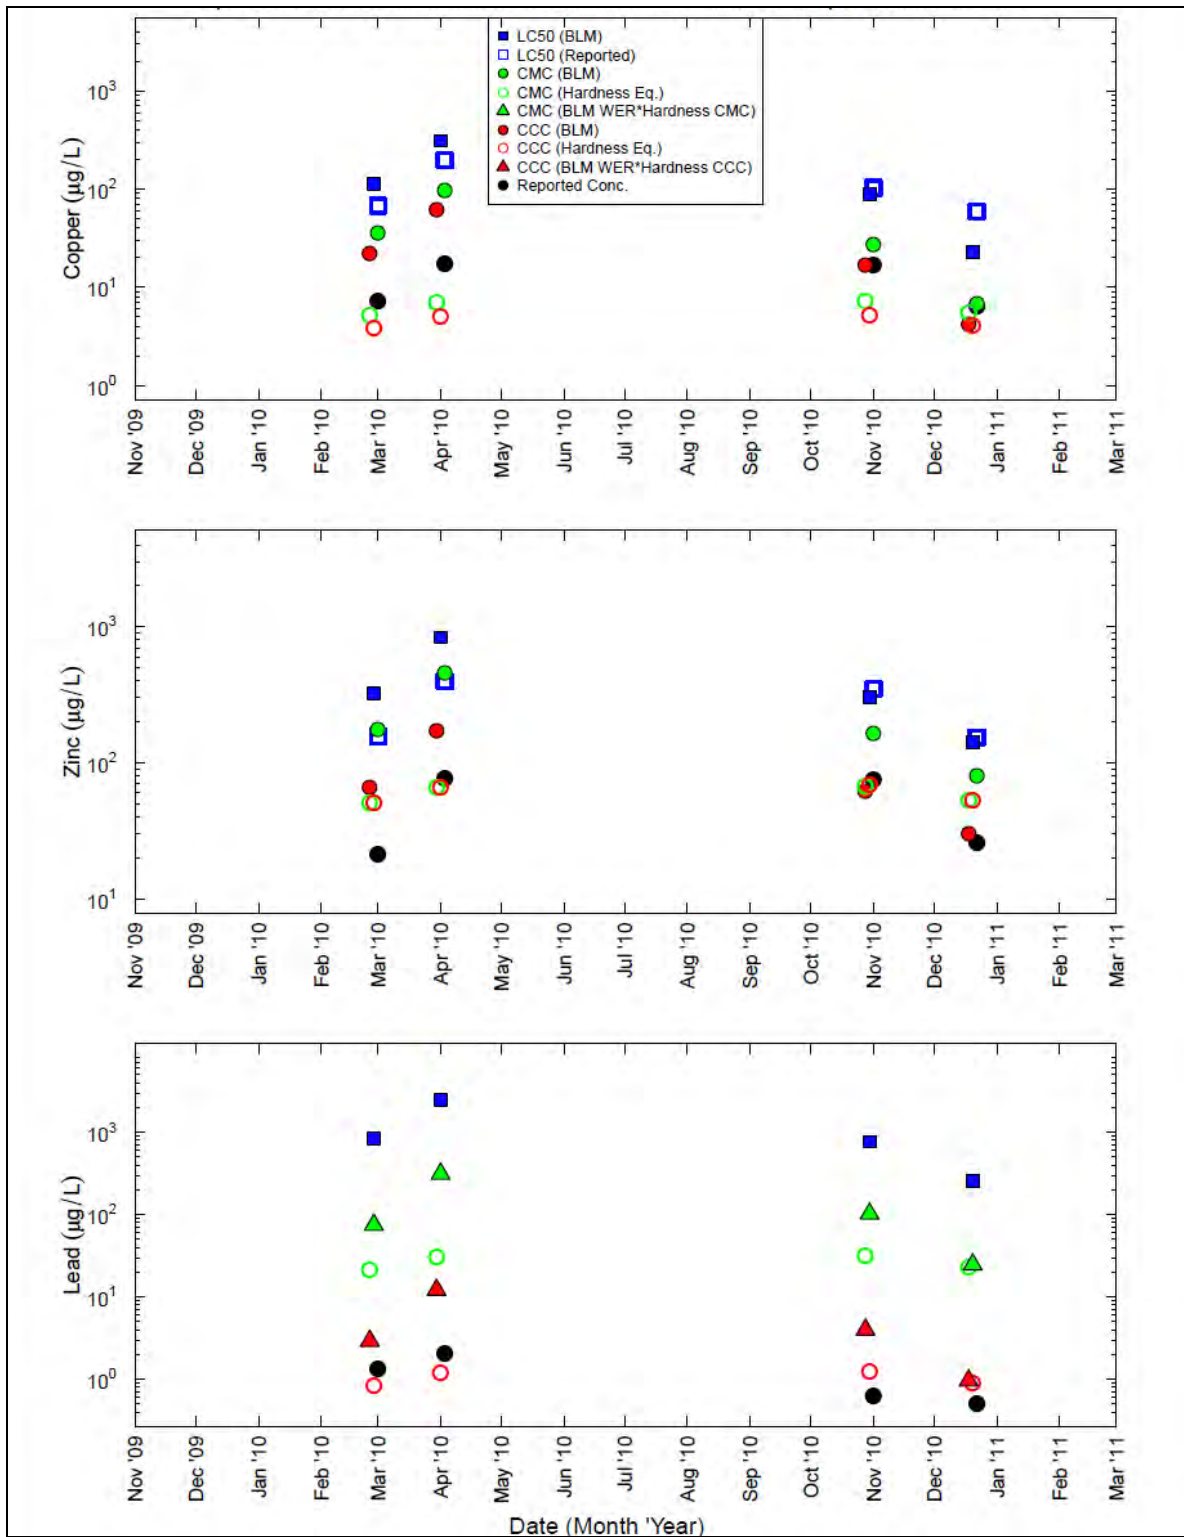 LC50 (BLM)
LC50 (Reported)
CMC (BLM)
CMC (Hardness Eq.)
CMC (BLM WER*Hardness CMC)
CCC (BLM)
CCC (Hardness Eq.)
CCC (BLM WER*Hardness CCC)
Reported Conc.
Copper (µg/L)
10³
10²
10¹
10⁰
Nov '09 Dec '09 Jan '10 Feb '10 Mar '10 Apr '10 May '10 Jun '10 Jul '10 Aug '10 Sep '10 Oct '10 Nov '10 Dec '10 Jan '11 Feb '11 Mar '11
Zinc (µg/L)
10³
10²
10¹
Nov '09 Dec '09 Jan '10 Feb '10 Mar '10 Apr '10 May '10 Jun '10 Jul '10 Aug '10 Sep '10 Oct '10 Nov '10 Dec '10 Jan '11 Feb '11 Mar '11
Lead (µg/L)
10³
10²
10¹
10⁰
Nov '09 Dec '09 Jan '10 Feb '10 Mar '10 Apr '10 May '10 Jun '10 Jul '10 Aug '10 Sep '10 Oct '10 Nov '10 Dec '10 Jan '11 Feb '11 Mar '11
Date (Month 'Year)